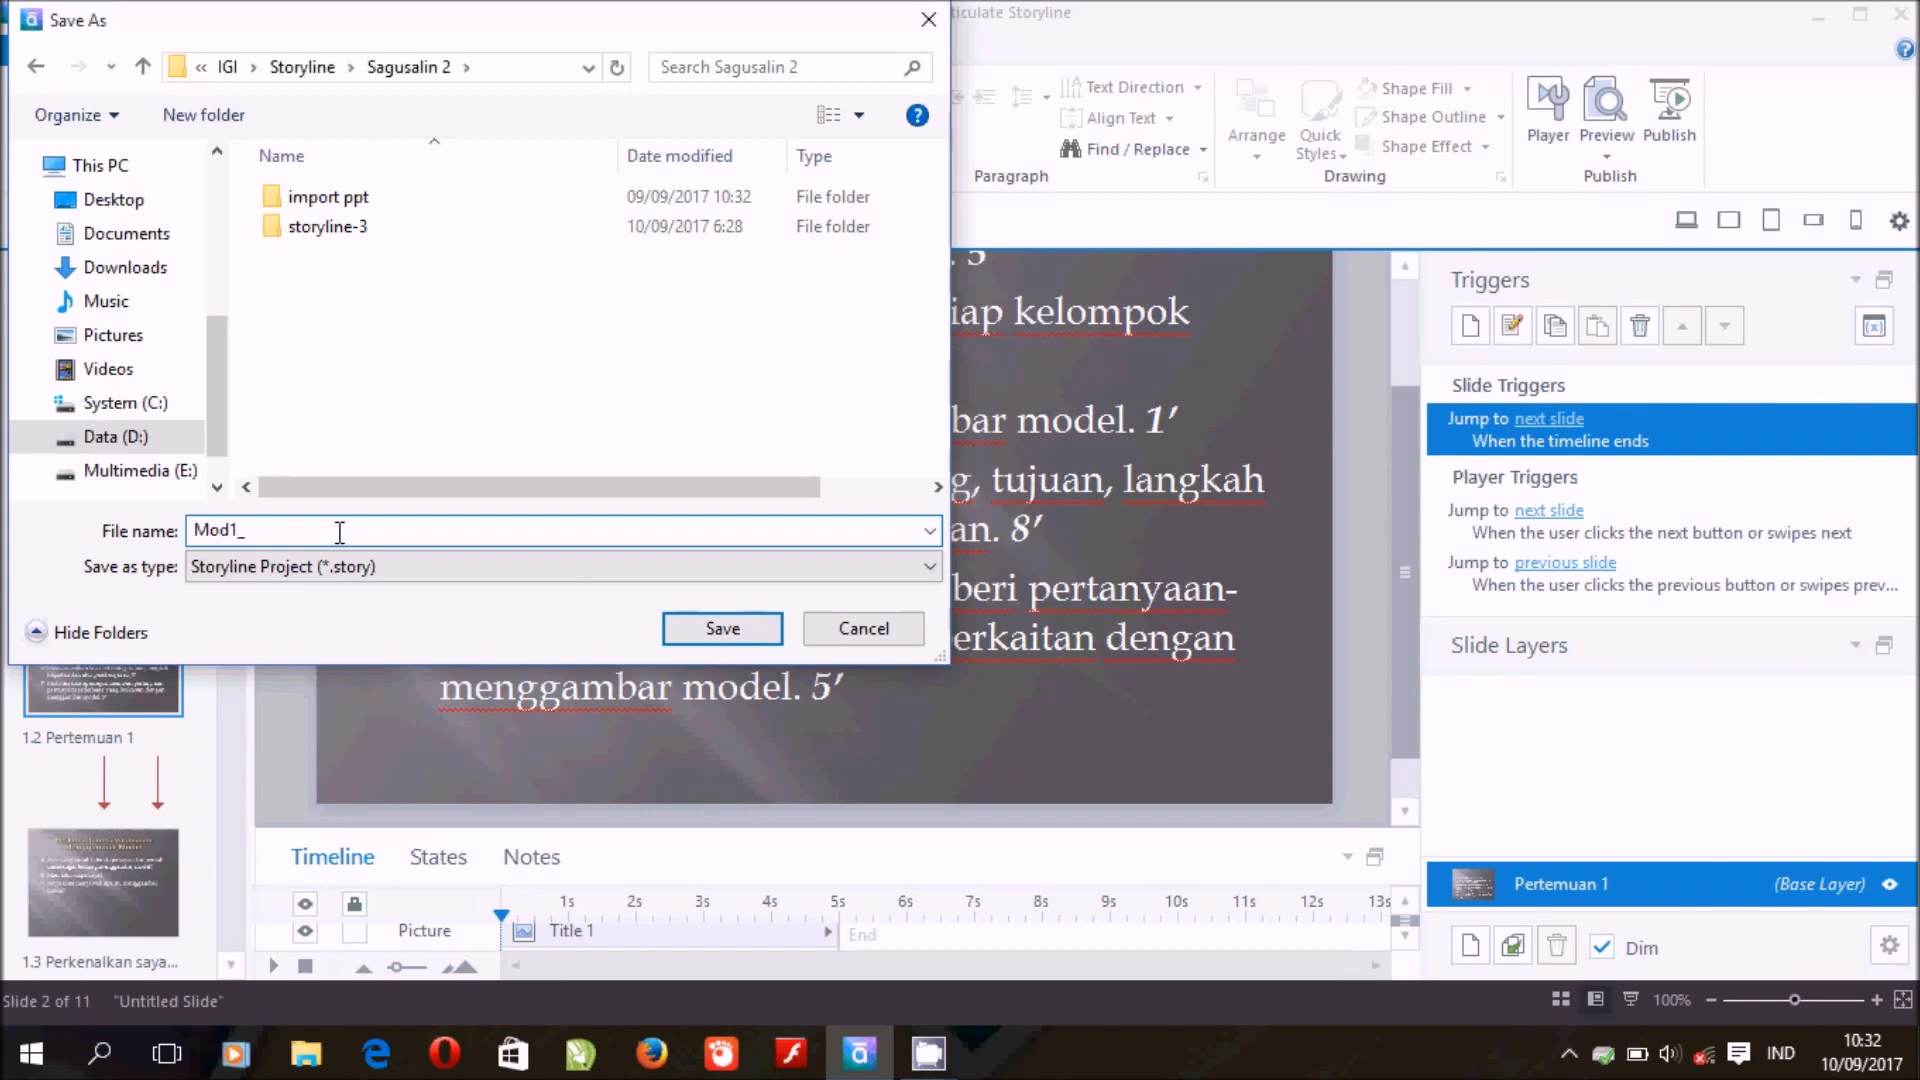 Save As
ticulate Storyline
« IGI > Storyline > Sagusalin 2 >
Search Sagusalin 2
Organize
New folder
Name
Date modified
Type
import ppt
09/09/2017 10:32
File folder
storyline-3
10/09/2017 6:28
File folder
This PC
Desktop
Documents
Downloads
Music
Pictures
Videos
System (C:)
Data (D:)
Multimedia (E:)
File name: Mod1_
Save as type: Storyline Project (*.story)
Hide Folders
Save
Cancel
Text Direction
Align Text
Find / Replace
Paragraph
Arrange
Quick
Styles
Shape Fill
Shape Outline
Shape Effect
Drawing
Player
Preview
Publish
Publish
. 5
iap kelompok
bar model. 1′
g, tujuan, langkah
an. 8′
beri pertanyaan-
erkaitan dengan
menggambar model. 5′
1.2 Pertemuan 1
1.3 Perkenalkan saya...
Triggers
Slide Triggers
Jump to next slide
When the timeline ends
Player Triggers
Jump to next slide
When the user clicks the next button or swipes next
Jump to previous slide
When the user clicks the previous button or swipes prev...
Slide Layers
Pertemuan 1
(Base Layer)
Dim
Timeline
States
Notes
1s 2s 3s 4s 5s 6s 7s 8s 9s 10s 11s 12s 13s
Picture
Title 1
End
Slide 2 of 11
"Untitled Slide"
100%
IND
10:32
10/09/2017